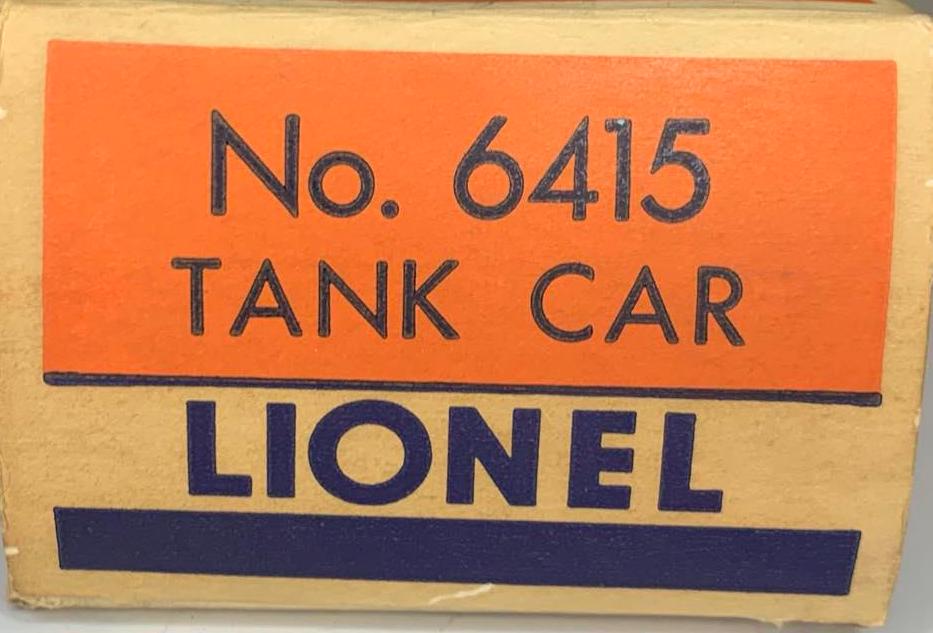 No. 6415
TANK CAR
LIONEL